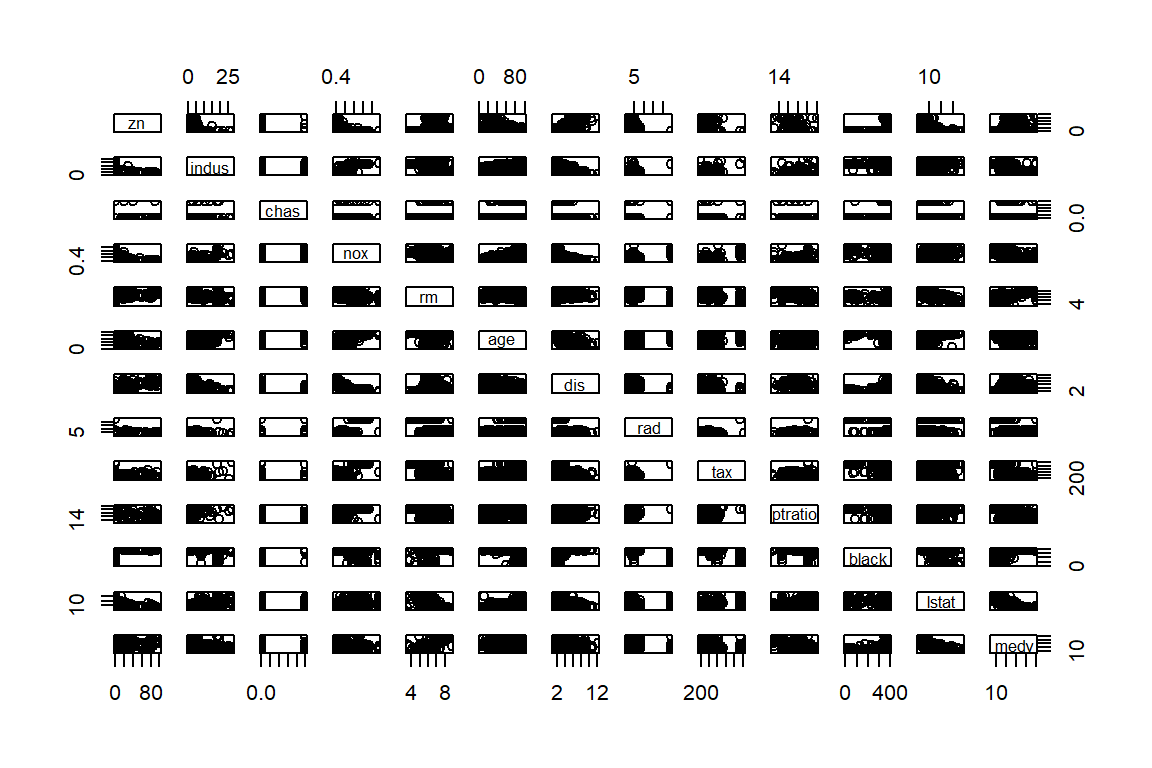 0 25 0.4 0 80 5 14 10
zn 0
0 indus
chas 0.0
0.4 nox
rm 4
0 age
dis 2
5 rad
tax 200
14 ptratio
black 0
10 lstat
medv 10
0 80 0.0 4 8 2 12 200 0 400 10